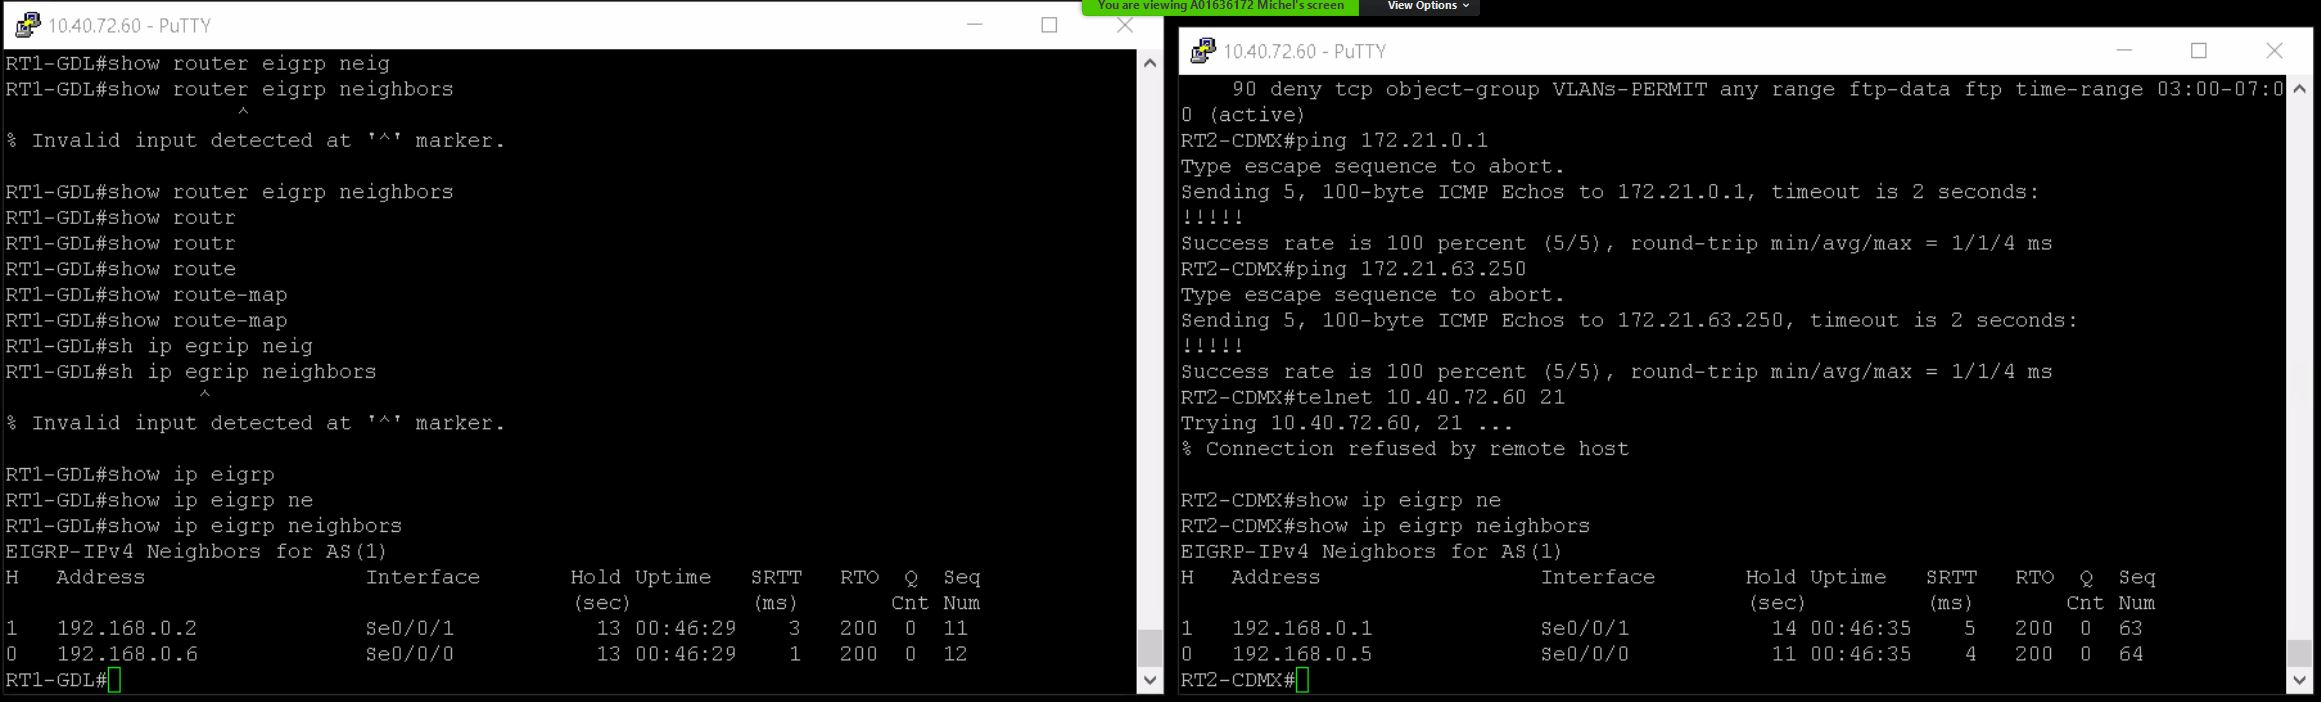 You are viewing A01636172 Michel's screen
View Options
10.40.72.60 - PuTTY
RT1-GDL#show router eigrp neig
RT1-GDL#show router eigrp neighbors
^
% Invalid input detected at '^' marker.
RT1-GDL#show router eigrp neighbors
RT1-GDL#show routr
RT1-GDL#show routr
RT1-GDL#show route
RT1-GDL#show route-map
RT1-GDL#show route-map
RT1-GDL#sh ip egrip neig
RT1-GDL#sh ip egrip neighbors
^
% Invalid input detected at '^' marker.
RT1-GDL#show ip eigrp
RT1-GDL#show ip eigrp ne
RT1-GDL#show ip eigrp neighbors
EIGRP-IPv4 Neighbors for AS(1)
H Address Interface Hold Uptime SRTT RTO Q Seq
(sec) (ms) Cnt Num
1 192.168.0.2 Se0/0/1 13 00:46:29 3 200 0 11
0 192.168.0.6 Se0/0/0 13 00:46:29 1 200 0 12
RT1-GDL#
10.40.72.60 - PuTTY
90 deny tcp object-group VLANs-PERMIT any range ftp-data ftp time-range 03:00-07:0
0 (active)
RT2-CDMX#ping 172.21.0.1
Type escape sequence to abort.
Sending 5, 100-byte ICMP Echos to 172.21.0.1, timeout is 2 seconds:
!!!!!
Success rate is 100 percent (5/5), round-trip min/avg/max = 1/1/4 ms
RT2-CDMX#ping 172.21.63.250
Type escape sequence to abort.
Sending 5, 100-byte ICMP Echos to 172.21.63.250, timeout is 2 seconds:
!!!!!
Success rate is 100 percent (5/5), round-trip min/avg/max = 1/1/4 ms
RT2-CDMX#telnet 10.40.72.60 21
Trying 10.40.72.60, 21 ...
% Connection refused by remote host
RT2-CDMX#show ip eigrp ne
RT2-CDMX#show ip eigrp neighbors
EIGRP-IPv4 Neighbors for AS(1)
H Address Interface Hold Uptime SRTT RTO Q Seq
(sec) (ms) Cnt Num
1 192.168.0.1 Se0/0/1 14 00:46:35 5 200 0 63
0 192.168.0.5 Se0/0/0 11 00:46:35 4 200 0 64
RT2-CDMX#